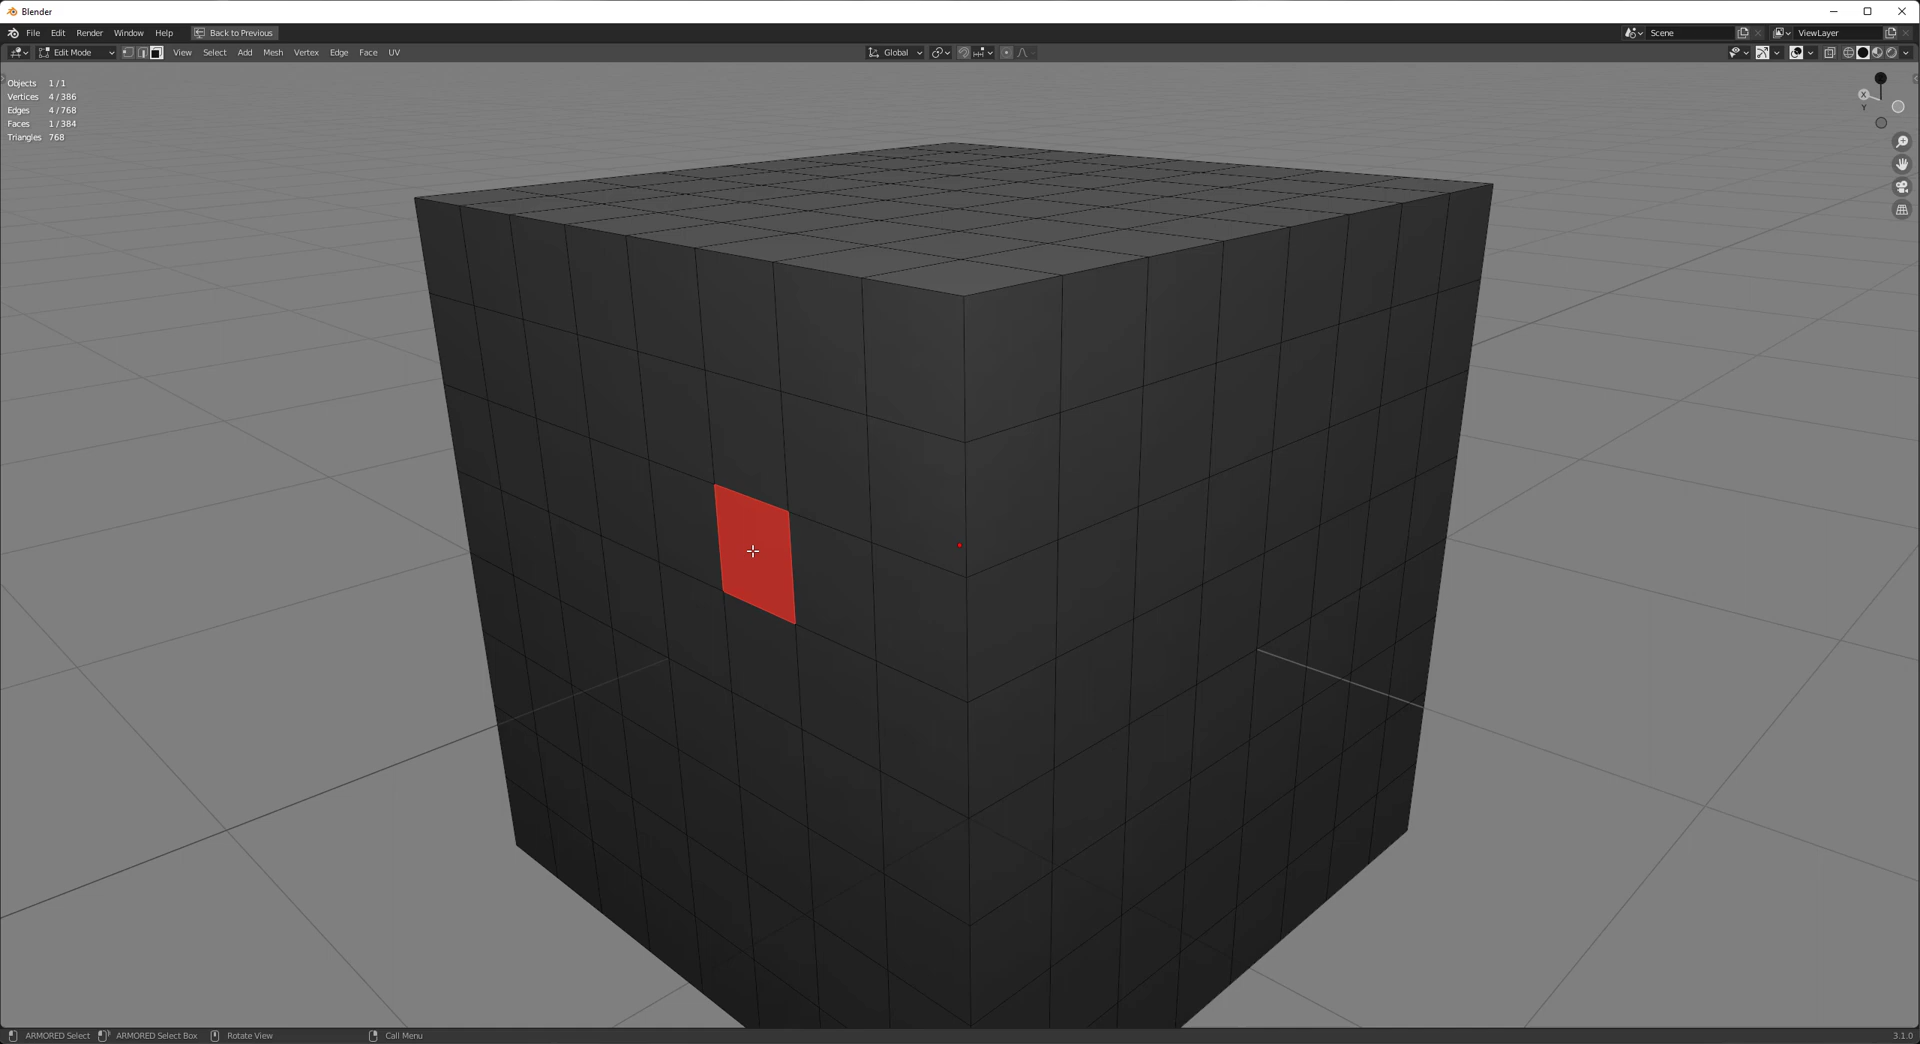 Blender
File Edit Render Window Help Back to Previous Scene ViewLayer
Edit Mode View Select Add Mesh Vertex Edge Face UV Global
Objects 1 / 1
Vertices 4 / 386
Edges 4 / 768
Faces 1 / 384
Triangles 768
X
Y
ARMORED Select ARMORED Select Box Rotate View Call Menu 3.1.0